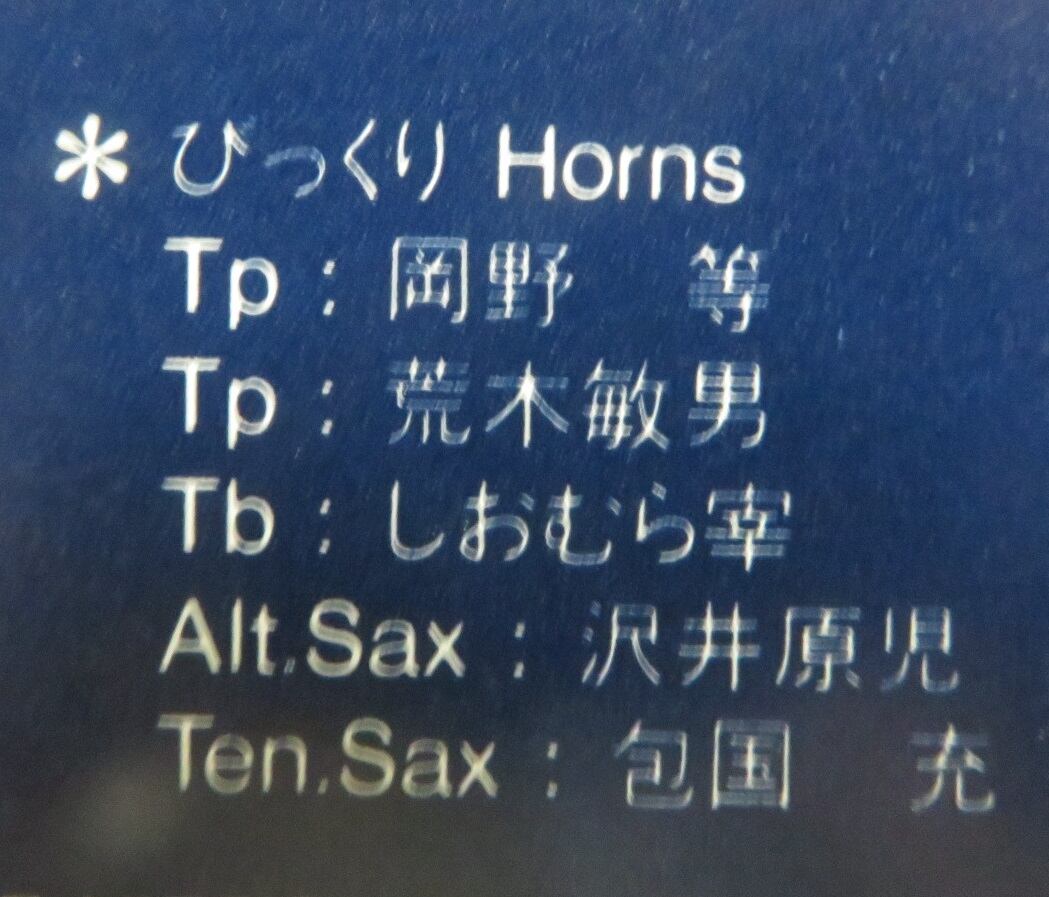 * びっくり Horns
Tp : 岡野　等
Tp : 荒木敏男
Tb : しおむら宰
Alt.Sax : 沢井原児
Ten.Sax : 包国　充